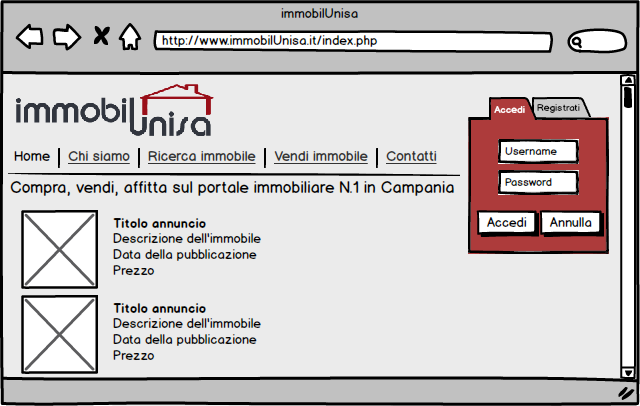 immobilUnisa
http://www.immobilUnisa.it/index.php
immobilUnisa
Accedi Registrati
Home Chi siamo Ricerca immobile Vendi immobile Contatti
Username
Password
Accedi Annulla
Compra, vendi, affitta sul portale immobiliare N.1 in Campania
Titolo annuncio
Descrizione dell'immobile
Data della pubblicazione
Prezzo
Titolo annuncio
Descrizione dell'immobile
Data della pubblicazione
Prezzo